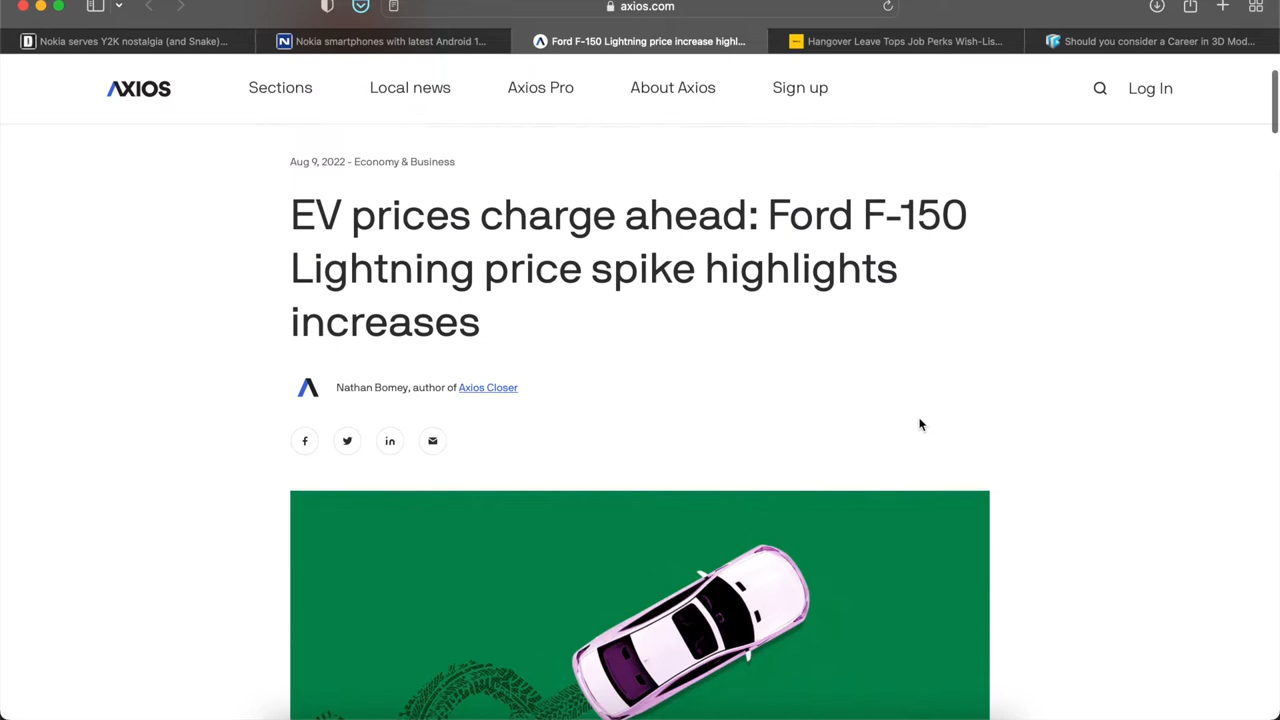 axios.com
Nokia serves Y2K nostalgia (and Snake)...
Nokia smartphones with latest Android 1...
Ford F-150 Lightning price increase highl...
Hangover Leave Tops Job Perks Wish-Lis...
Should you consider a Career in 3D Mod...
AXIOS
Sections
Local news
Axios Pro
About Axios
Sign up
Log In
Aug 9, 2022 - Economy & Business
EV prices charge ahead: Ford F-150
Lightning price spike highlights
increases
Nathan Bomey, author of Axios Closer